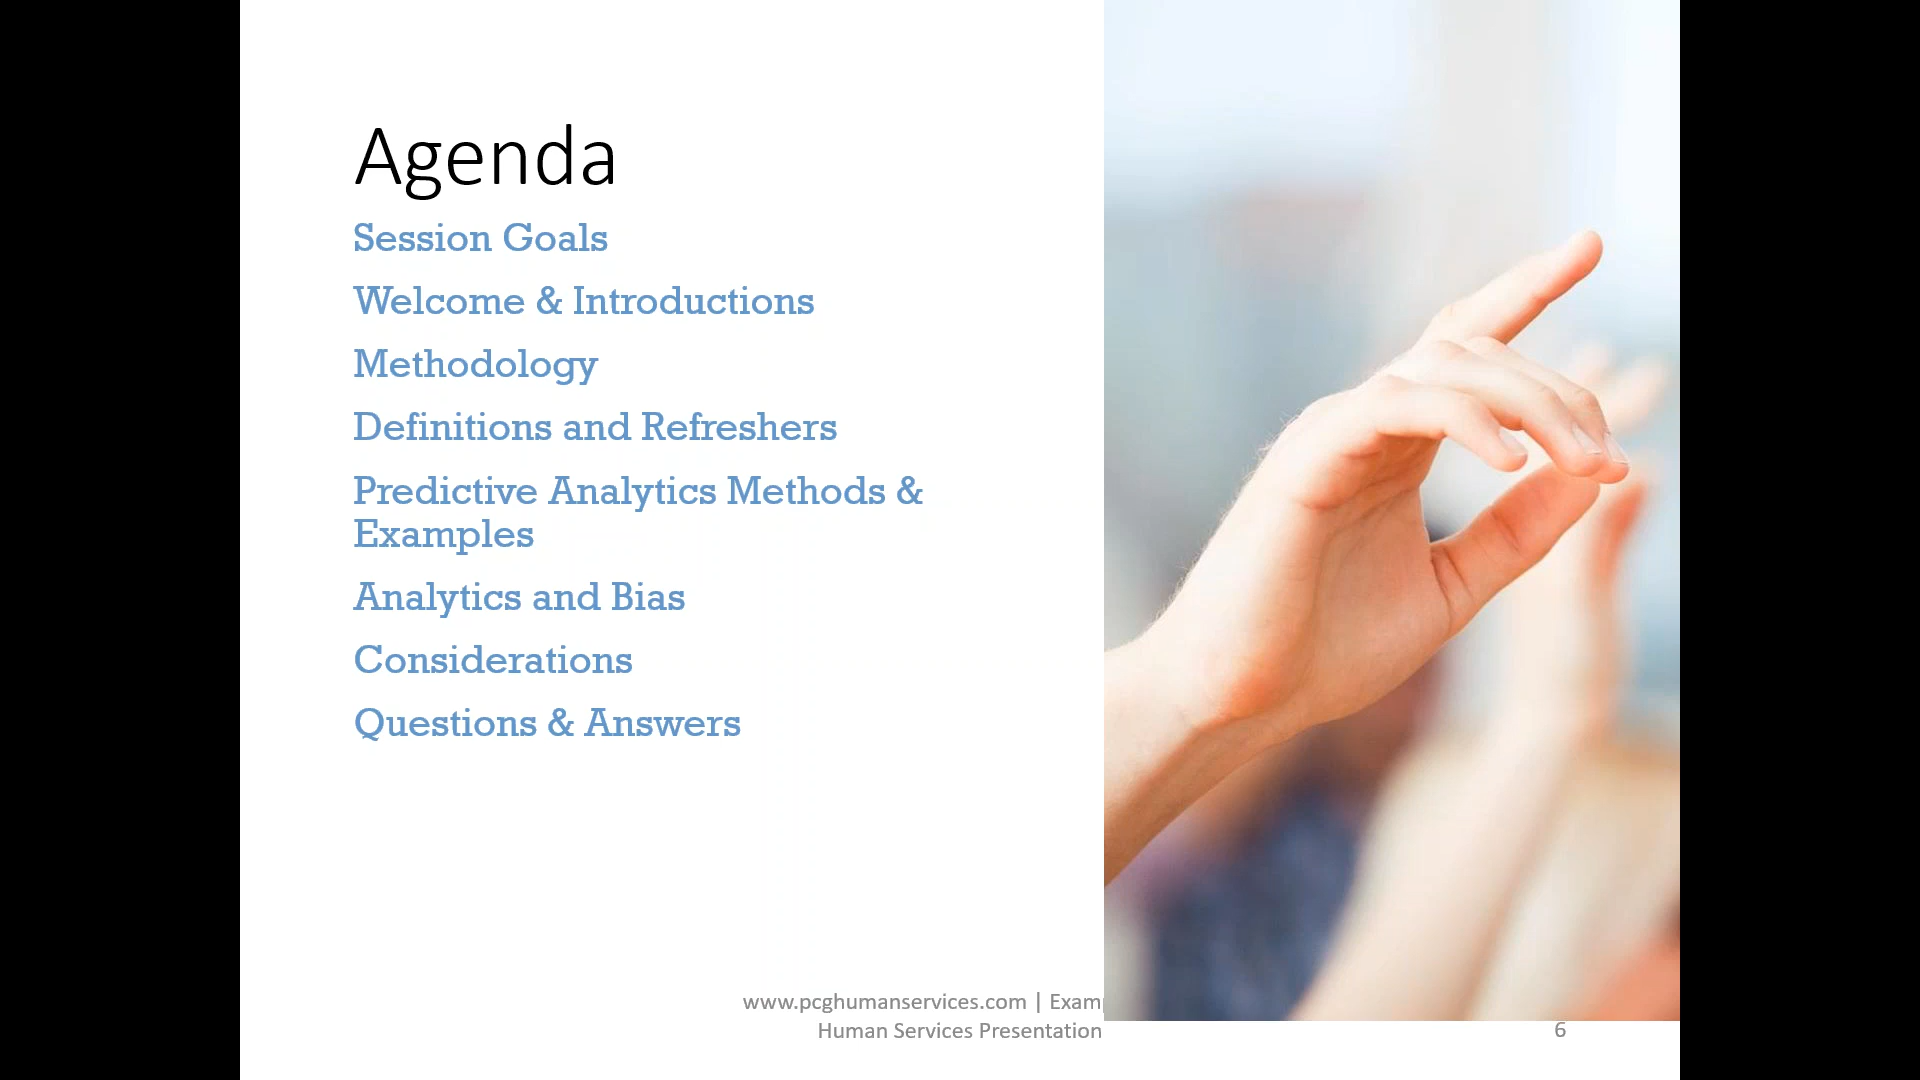 Agenda
Session Goals
Welcome & Introductions
Methodology
Definitions and Refreshers
Predictive Analytics Methods &
Examples
Analytics and Bias
Considerations
Questions & Answers
www.pcghumanservices.com |
Human Services Presentation
6